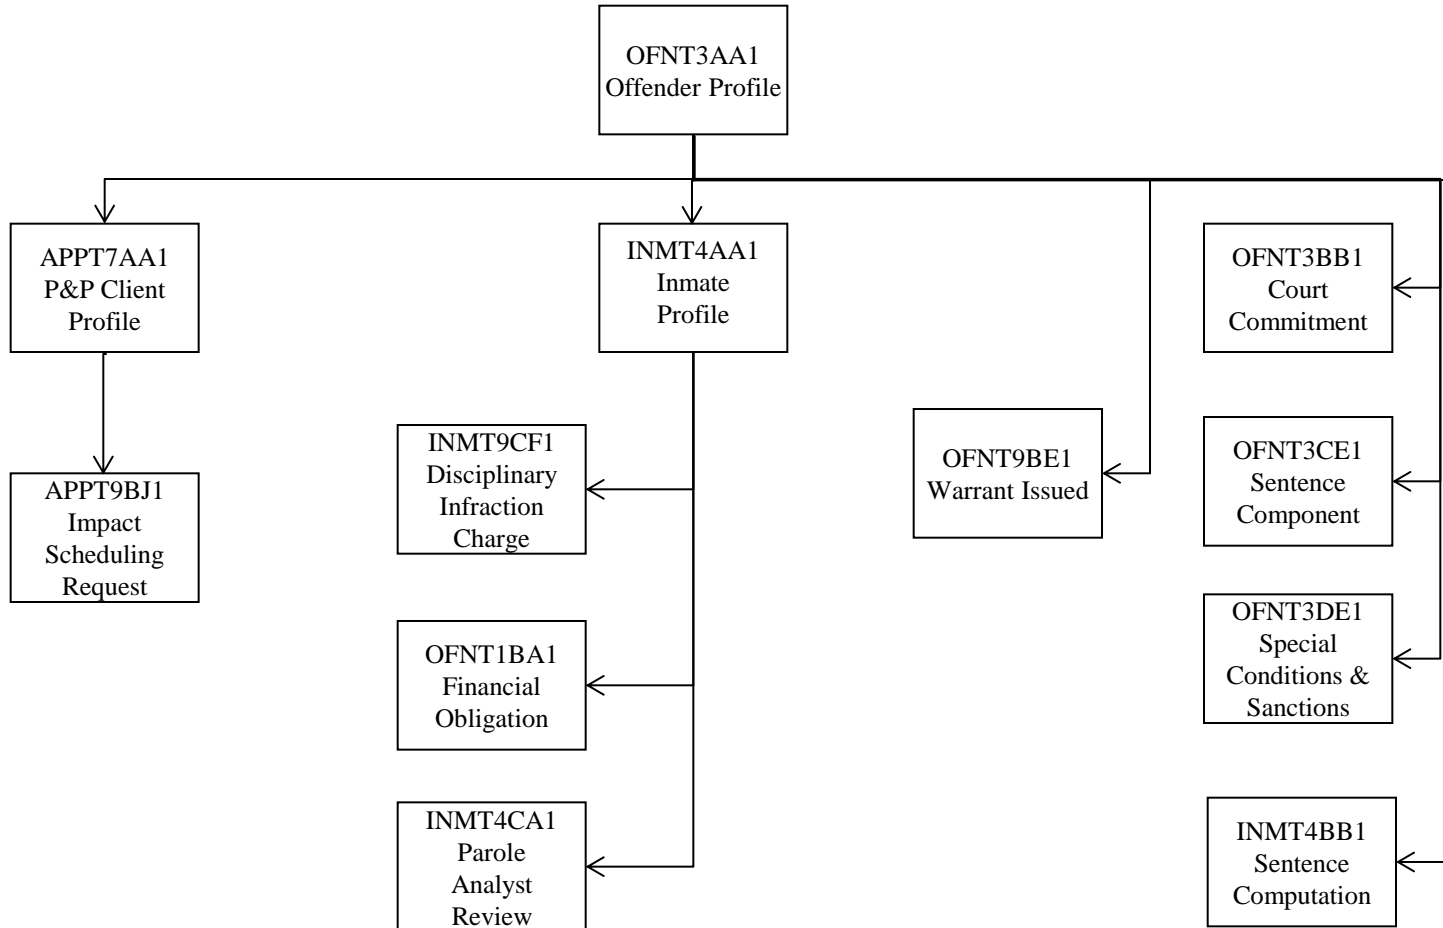 OFNT3AA1
Offender Profile
APPT7AA1
P&P Client
Profile
INMT4AA1
Inmate
Profile
OFNT3BB1
Court
Commitment
INMT9CF1
Disciplinary
Infraction
Charge
OFNT9BE1
Warrant Issued
OFNT3CE1
Sentence
Component
APPT9BJ1
Impact
Scheduling
Request
OFNT1BA1
Financial
Obligation
OFNT3DE1
Special
Conditions &
Sanctions
INMT4CA1
Parole
Analyst
Review
INMT4BB1
Sentence
Computation